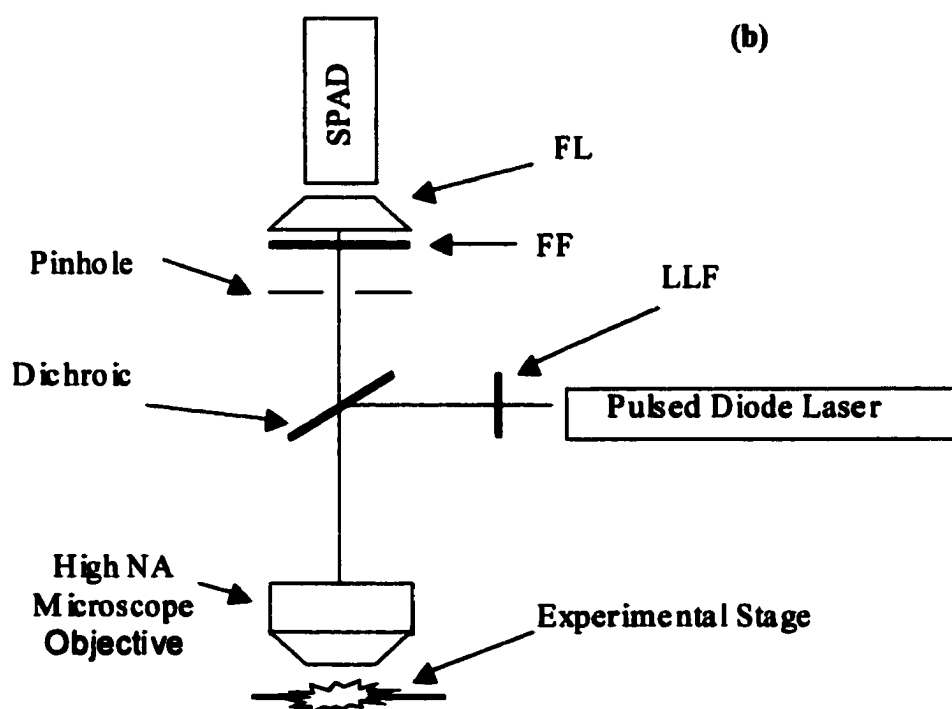 (b)
SPAD
FL
FF
Pinhole
LLF
Dichroic
Pulsed Diode Laser
High NA
Microscope
Objective
Experimental Stage